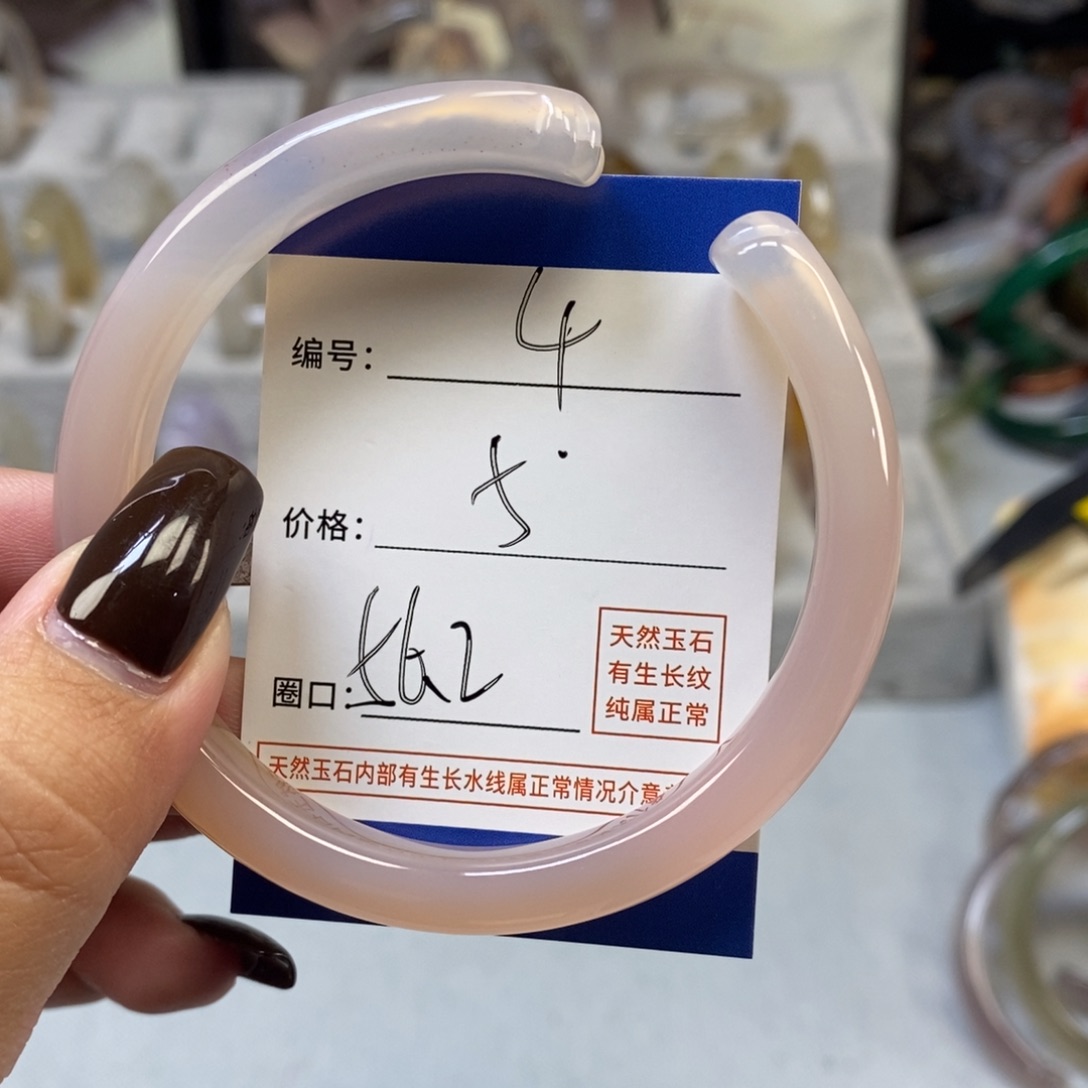 编号： 4
价格： 5.
圈口： 562
天然玉石
有生长纹
纯属正常
天然玉石内部有生长水线属正常情况介意